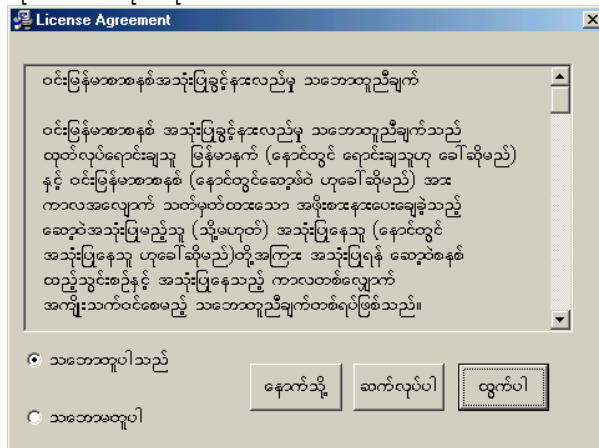 License Agreement
ဝင်းမြန်မာစာစနစ်အသုံးပြုခွင့်နားလည်မှု သဘောတူညီချက်
ဝင်းမြန်မာစာစနစ် အသုံးပြုခွင့်နားလည်မှု သဘောတူညီချက်သည်
ထုတ်လုပ်ရောင်းချသူ မြန်မာနက် (နောင်တွင် ရောင်းချသူဟု ခေါ်ဆိုမည်)
နှင့် ဝင်းမြန်မာစာစနစ် (နောင်တွင်ဆော့ဖ်ဝဲ ဟုခေါ်ဆိုမည်) အား
ကာလအလျောက် သတ်မှတ်ထားသော အဖိုးစားနားပေးချေခဲ့သည့်
ဆော့ဝဲအသုံးပြုမည့်သူ (သို့မဟုတ်) အသုံးပြုနေသူ (နောင်တွင်
အသုံးပြုနေသူ ဟုခေါ်ဆိုမည်)တို့အကြား အသုံးပြုရန် ဆော့ဝဲစနစ်
ထည့်သွင်းစဉ်နှင့် အသုံးပြုနေသည့် ကာလတစ်လျှောက်
အကျိုးသက်ဝင်စေမည့် သဘောတူညီချက်တစ်ရပ်ဖြစ်သည်။
သဘောတူပါသည်
နောက်သို့ ဆက်လုပ်ပါ ထွက်ပါ
သဘောမတူပါ